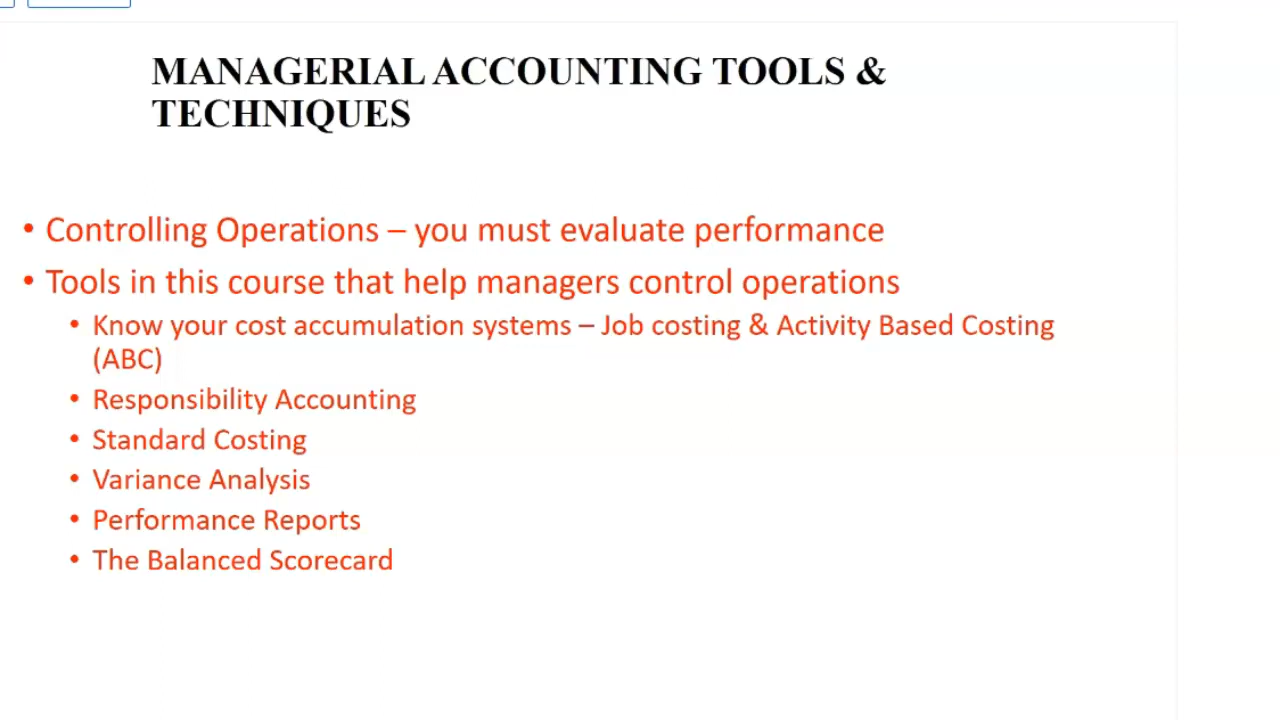 MANAGERIAL ACCOUNTING TOOLS &
TECHNIQUES
• Controlling Operations – you must evaluate performance
• Tools in this course that help managers control operations
• Know your cost accumulation systems – Job costing & Activity Based Costing
(ABC)
• Responsibility Accounting
• Standard Costing
• Variance Analysis
• Performance Reports
• The Balanced Scorecard